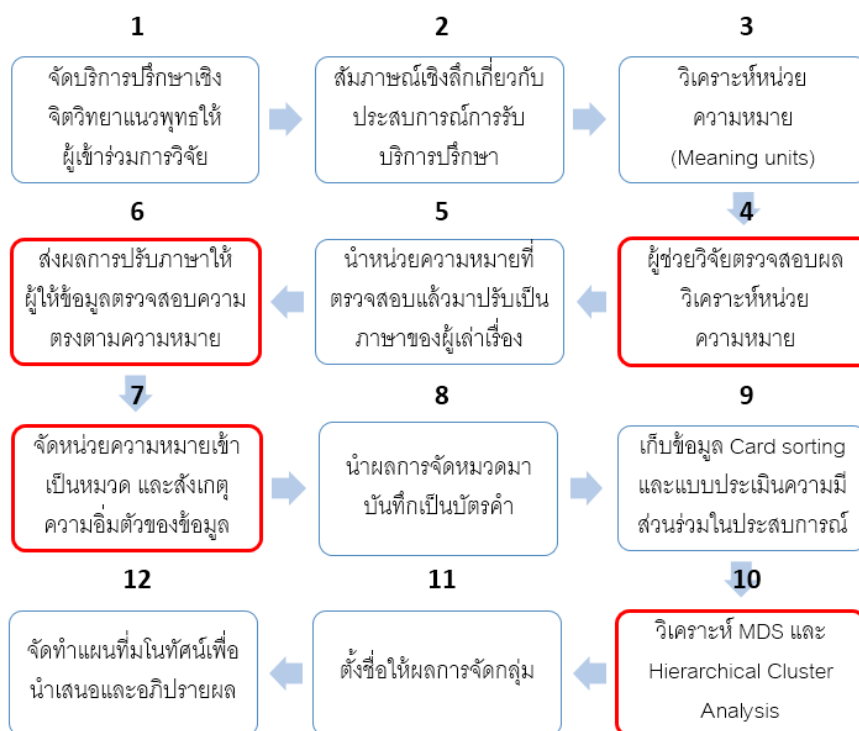 1
จัดบริการปรึกษาเชิง
จิตวิทยาแนวพุทธให้
ผู้เข้าร่วมการวิจัย
2
สัมภาษณ์เชิงลึกเกี่ยวกับ
ประสบการณ์การรับ
บริการปรึกษา
3
วิเคราะห์หน่วย
ความหมาย
(Meaning units)
4
ผู้ช่วยวิจัยตรวจสอบผล
วิเคราะห์หน่วย
ความหมาย
5
นำหน่วยความหมายที่
ตรวจสอบแล้วมาปรับเป็น
ภาษาของผู้เล่าเรื่อง
6
ส่งผลการปรับภาษาให้
ผู้ให้ข้อมูลตรวจสอบความ
ตรงตามความหมาย
7
จัดหน่วยความหมายเข้า
เป็นหมวด และสังเกตุ
ความอิ่มตัวของข้อมูล
8
นำผลการจัดหมวดมา
บันทึกเป็นบัตรคำ
9
เก็บข้อมูล Card sorting
และแบบประเมินความมี
ส่วนร่วมในประสบการณ์
10
วิเคราะห์ MDS และ
Hierarchical Cluster
Analysis
11
ตั้งชื่อให้ผลการจัดกลุ่ม
12
จัดทำแผนที่มโนทัศน์เพื่อ
นำเสนอและอภิปรายผล